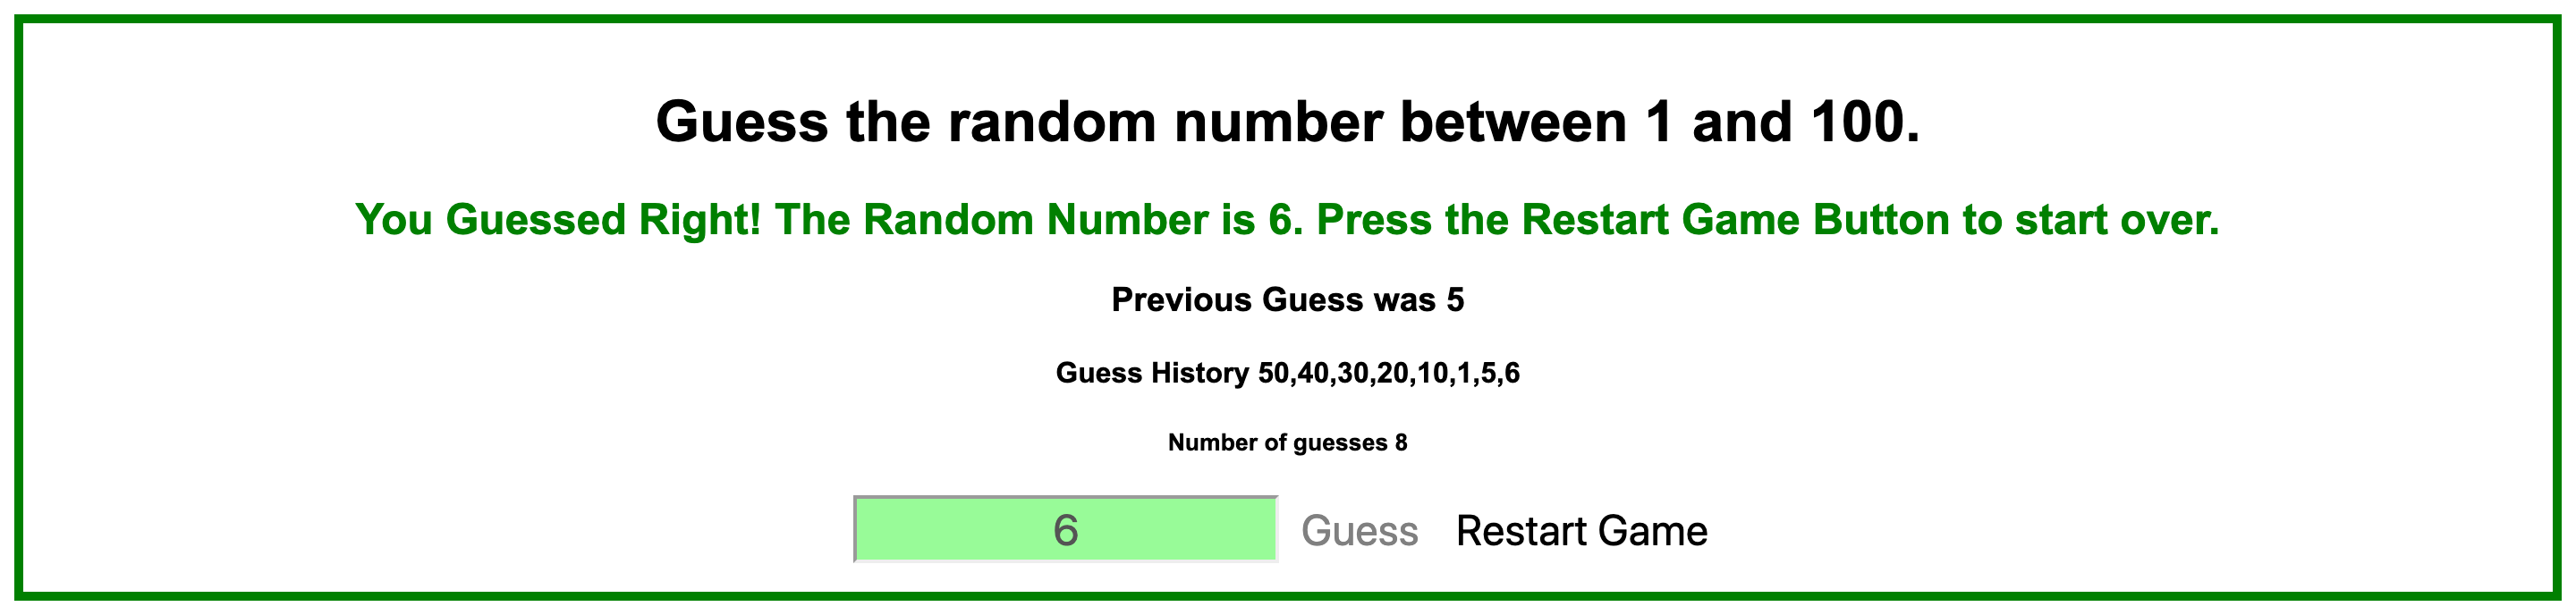 Guess the random number between 1 and 100.
You Guessed Right! The Random Number is 6. Press the Restart Game Button to start over.
Previous Guess was 5
Guess History 50,40,30,20,10,1,5,6
Number of guesses 8
6 Guess Restart Game